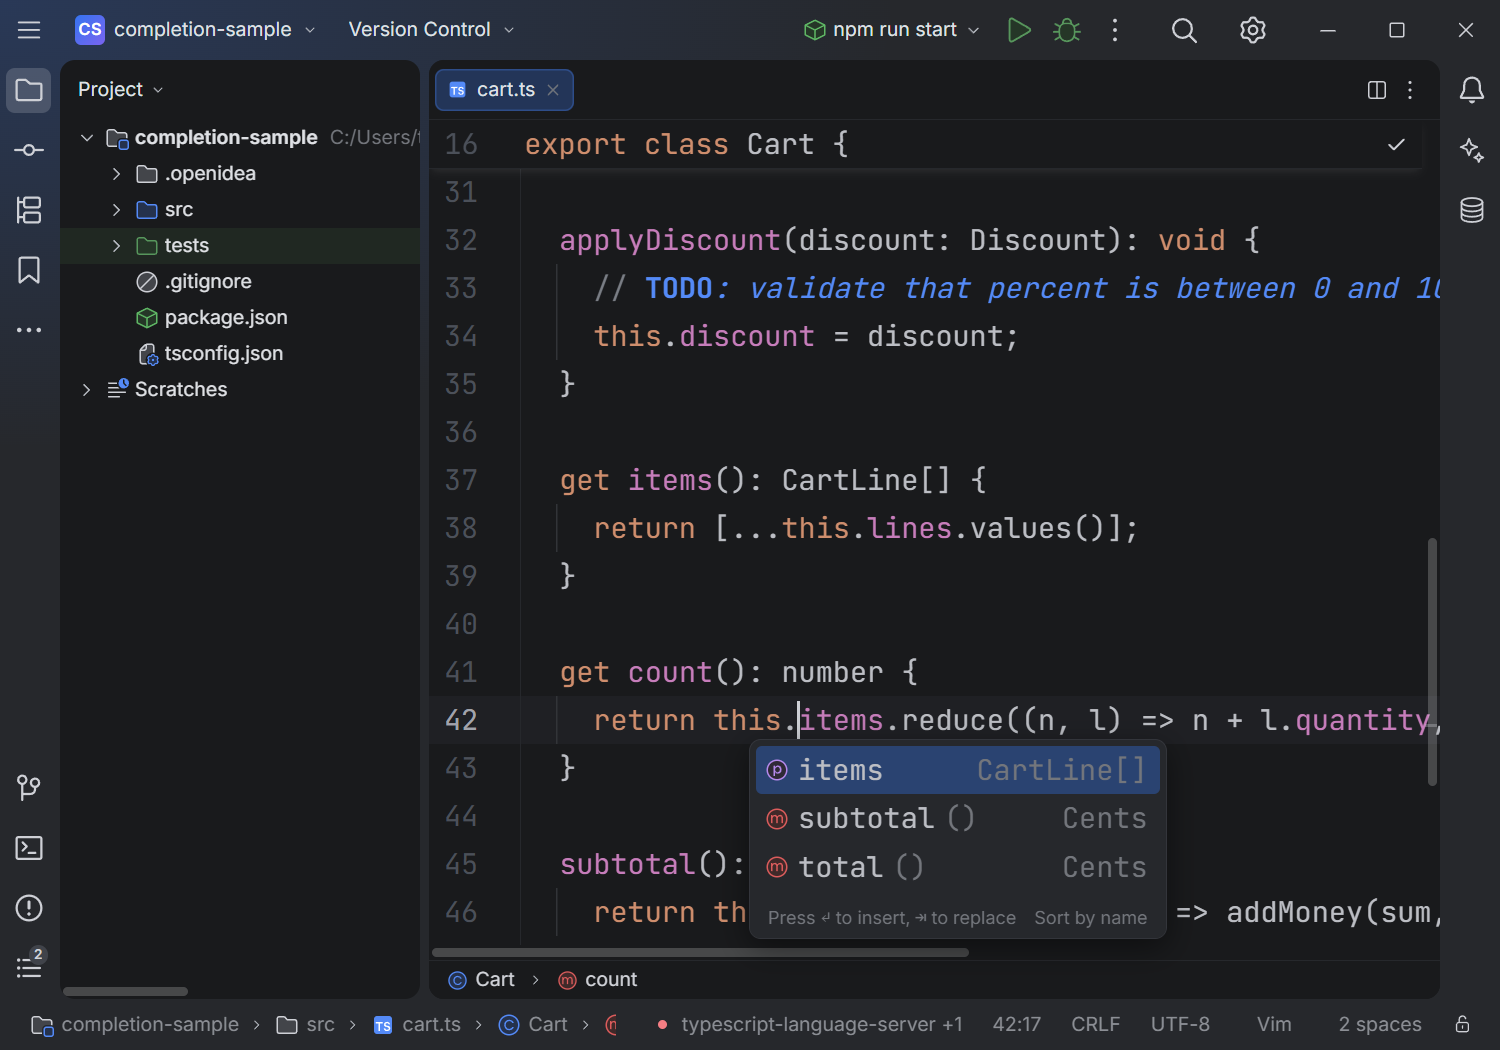 CS completion-sample Version Control npm run start
Project
completion-sample C:/Users/
.openidea
src
tests
.gitignore
package.json
tsconfig.json
Scratches
2
TS cart.ts
16 export class Cart {
31
32 applyDiscount(discount: Discount): void {
33 // TODO: validate that percent is between 0 and 10
34 this.discount = discount;
35 }
36
37 get items(): CartLine[] {
38 return [...this.lines.values()];
39 }
40
41 get count(): number {
42 return this.items.reduce((n, l) => n + l.quantity,
43 }
44
45 subtotal():
46 return th => addMoney(sum,
p items CartLine[]
m subtotal () Cents
m total () Cents
Press ⏎ to insert, ⇥ to replace Sort by name
C Cart › m count
completion-sample › src › TS cart.ts › C Cart › typescript-language-server +1 42:17 CRLF UTF-8 Vim 2 spaces